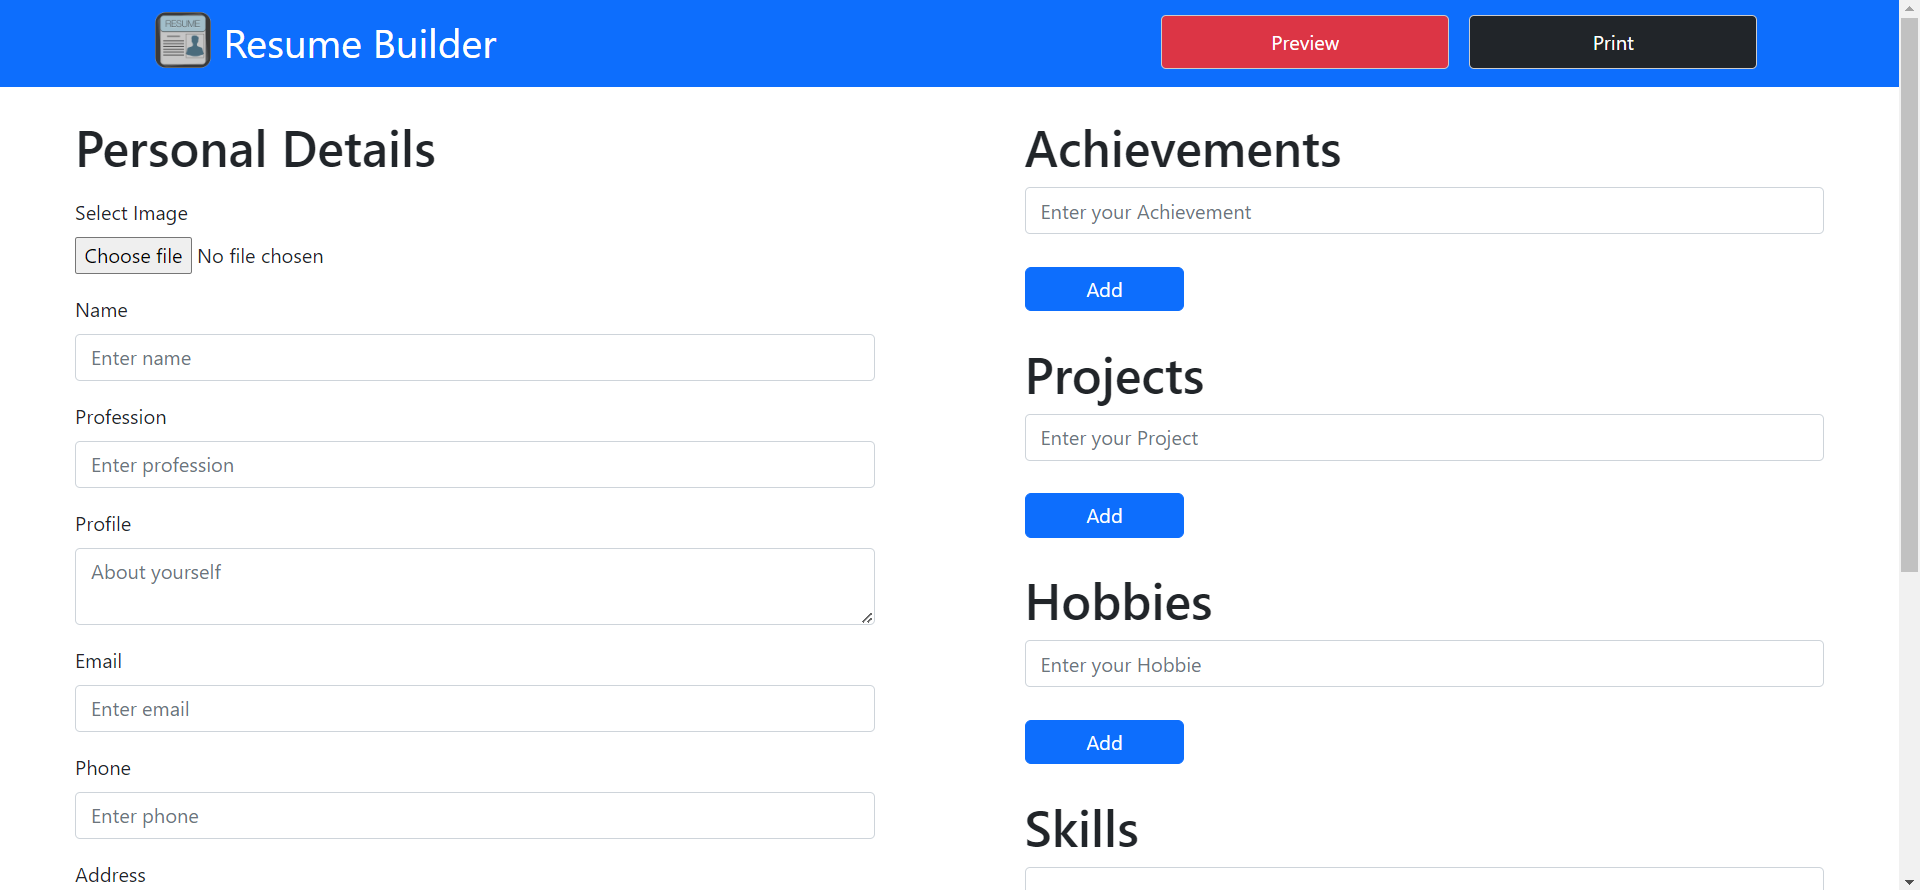 RESUME
Resume Builder
Preview
Print
Personal Details
Select Image
Choose file No file chosen
Name
Enter name
Profession
Enter profession
Profile
About yourself
Email
Enter email
Phone
Enter phone
Address
Achievements
Enter your Achievement
Add
Projects
Enter your Project
Add
Hobbies
Enter your Hobbie
Add
Skills